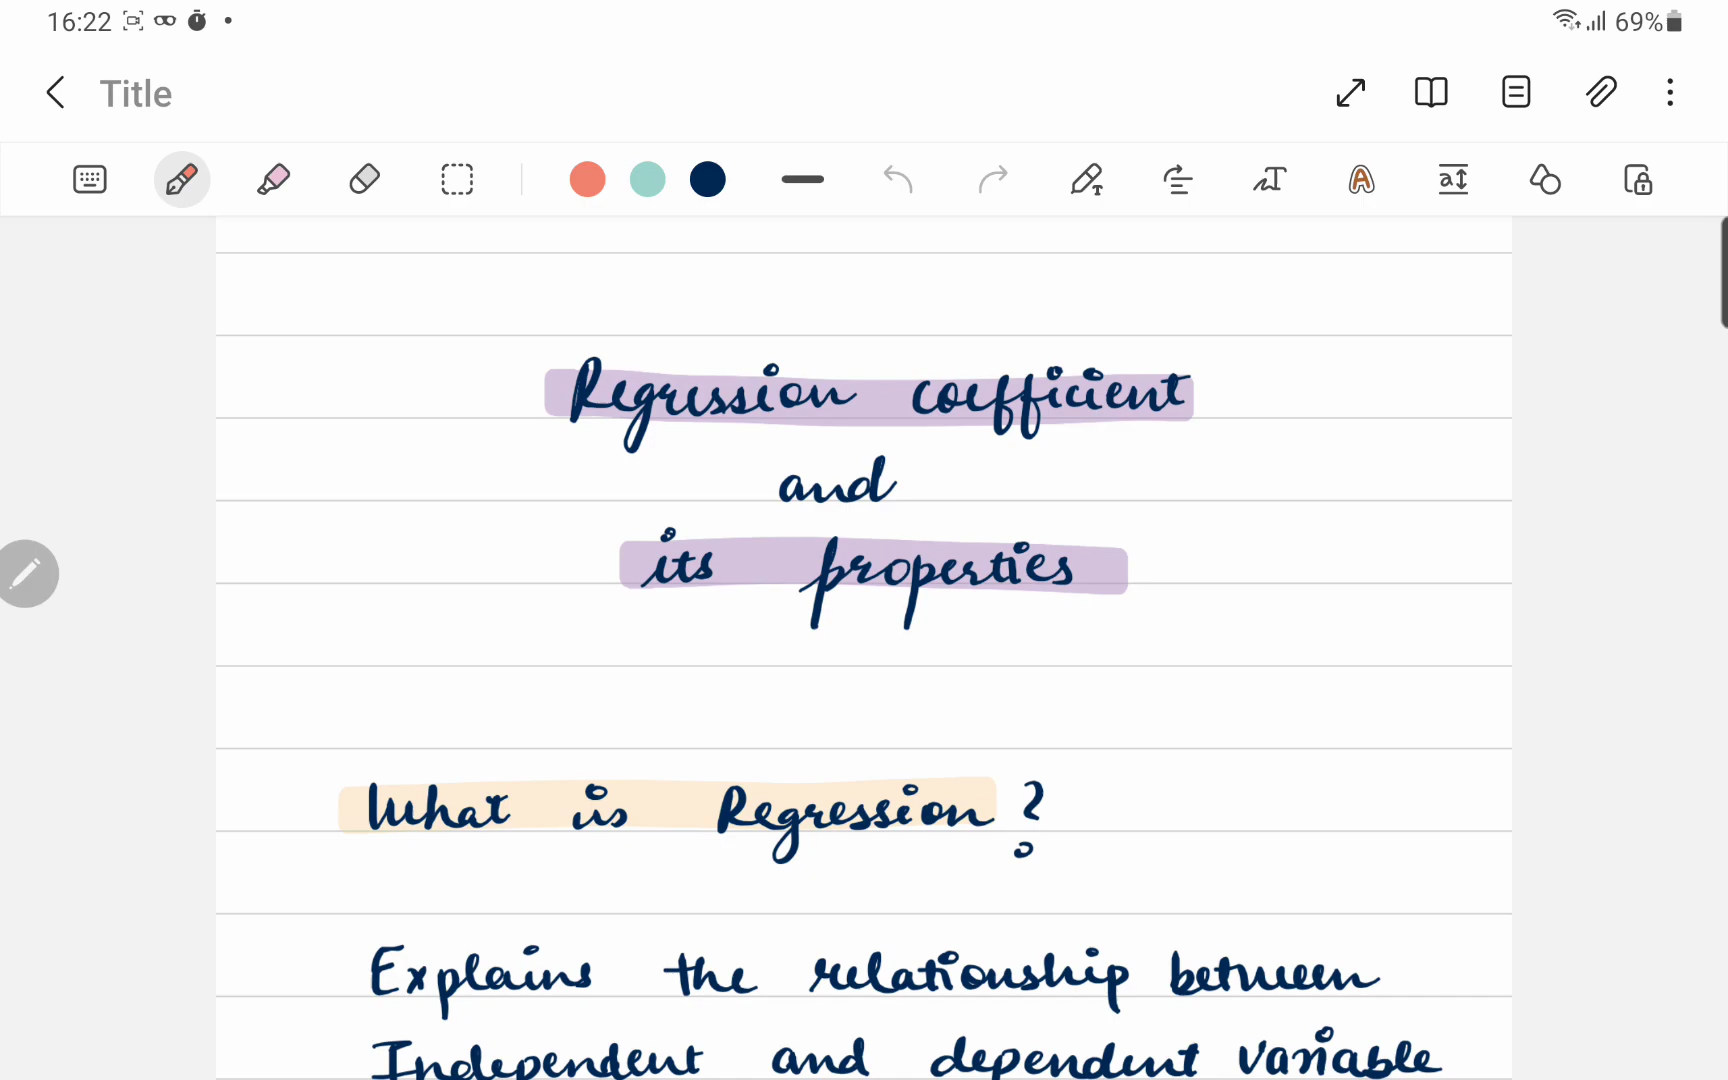 16:22
69%
Title
Regression coefficient
and
its properties
What is Regression?
Explains the relationship between
Independent and dependent variable